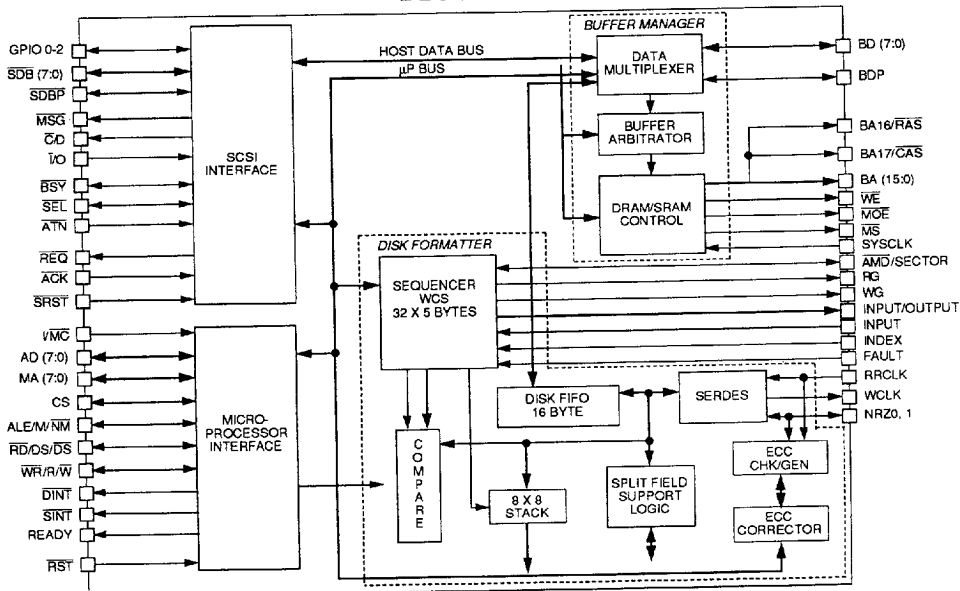 GPIO 0-2
SDB (7:0)
SDBP
MSG
C/D
I/O
BSY
SEL
ATN
REQ
ACK
SRST
I/MC
AD (7:0)
MA (7:0)
CS
ALE/M/NM
RD/DS/DS
WR/R/W
DINT
SINT
READY
RST
SCSI
INTERFACE
MICRO-
PROCESSOR
INTERFACE
HOST DATA BUS
μP BUS
BUFFER MANAGER
DATA
MULTIPLEXER
BUFFER
ARBITRATOR
DRAM/SRAM
CONTROL
DISK FORMATTER
SEQUENCER
WCS
32 X 5 BYTES
DISK FIFO
16 BYTE
SERDES
COMPARE
8 X 8
STACK
SPLIT FIELD
SUPPORT
LOGIC
ECC
CHK/GEN
ECC
CORRECTOR
BD (7:0)
BDP
BA16/RAS
BA17/CAS
BA (15:0)
WE
MOE
MS
SYSCLK
AMD/SECTOR
RG
WG
INPUT/OUTPUT
INPUT
INDEX
FAULT
RRCLK
WCLK
NRZ0, 1